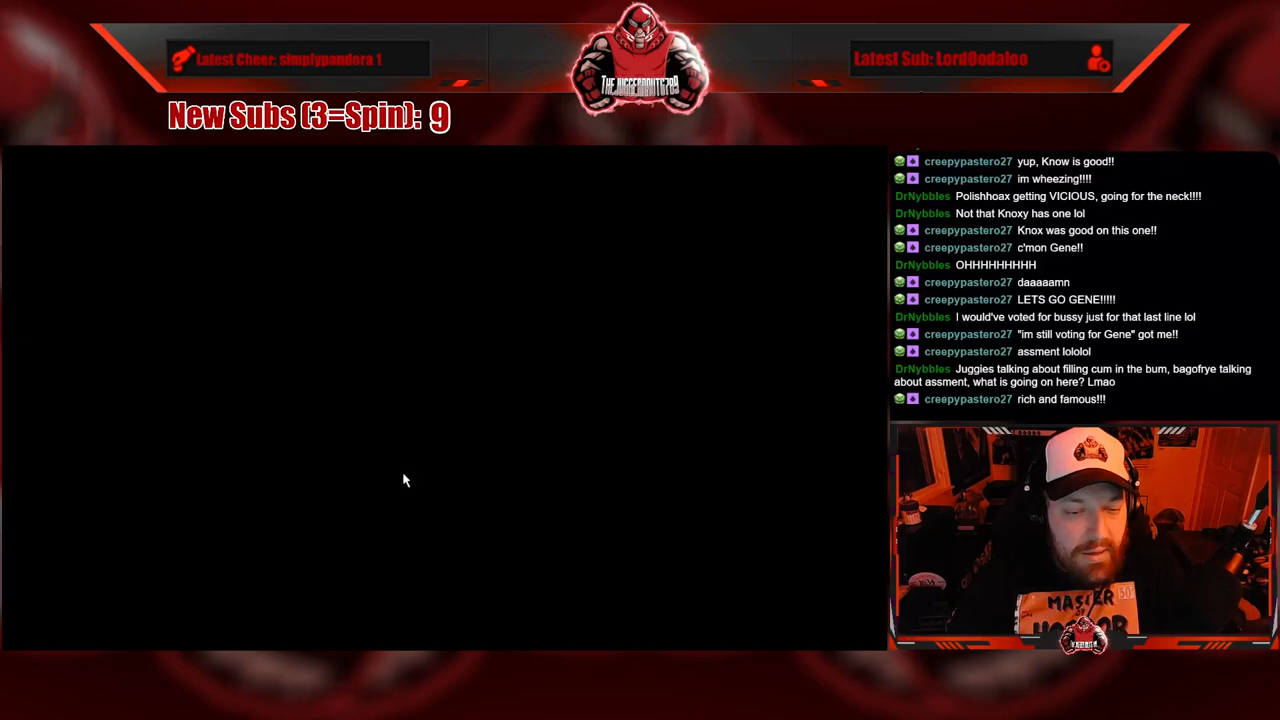 Latest Cheer: simplypandora 1
THEJUGGERNAUT6789
Latest Sub: LordOodaloo
New Subs (3=Spin): 9
creepypastero27 yup, Know is good!!
creepypastero27 im wheezing!!!!
DrNybbles Polishhoax getting VICIOUS, going for the neck!!!!
DrNybbles Not that Knoxy has one lol
creepypastero27 Knox was good on this one!!
creepypastero27 c'mon Gene!!
DrNybbles OHHHHHHHHH
creepypastero27 daaaaamn
creepypastero27 LETS GO GENE!!!!!
DrNybbles I would've voted for bussy just for that last line lol
creepypastero27 "im still voting for Gene" got me!!
creepypastero27 assment lololol
DrNybbles Juggies talking about filling cum in the bum, bagofrye talking
about assment, what is going on here? Lmao
creepypastero27 rich and famous!!!
MASTER
50¢
HORROR